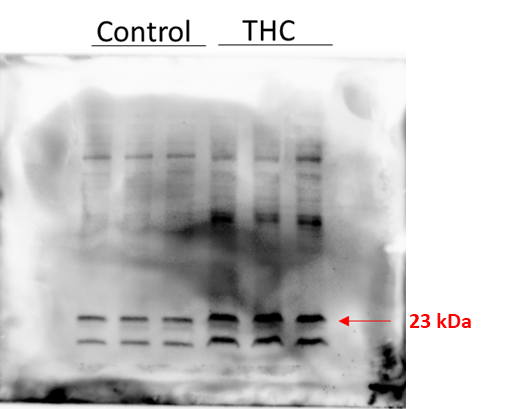 Control THC
23 kDa